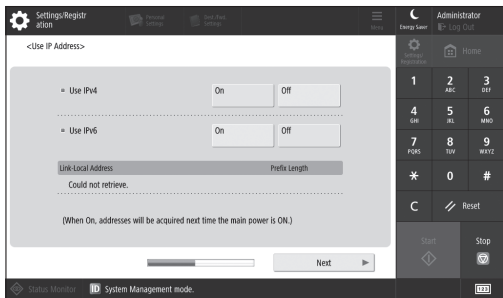 Settings/Registr
ation
Personal
Settings
Dest./Fwd.
Settings
Menu
Energy Saver
Administrator
Log Out
<Use IP Address>
Settings/
Registration
Home
Use IPv4
On
Off
Use IPv6
On
Off
Link-Local Address
Prefix Length
Could not retrieve.
(When On, addresses will be acquired next time the main power is ON.)
Next
1
2
ABC
3
DEF
4
GHI
5
JKL
6
MNO
7
PQRS
8
TUV
9
WXYZ
0
#
C
Reset
Start
Stop
Status Monitor
ID System Management mode.
123